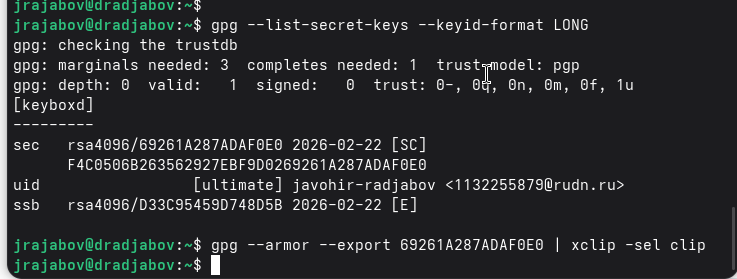 jrajabov@dradjabov:~$
jrajabov@dradjabov:~$ gpg --list-secret-keys --keyid-format LONG
gpg: checking the trustdb
gpg: marginals needed: 3  completes needed: 1  trust-model: pgp
gpg: depth: 0  valid:   1  signed:   0  trust: 0-, 0q, 0n, 0m, 0f, 1u
[keyboxd]
---------
sec   rsa4096/69261A287ADAF0E0 2026-02-22 [SC]
      F4C0506B263562927EBF9D0269261A287ADAF0E0
uid                 [ultimate] javohir-radjabov <1132255879@rudn.ru>
ssb   rsa4096/D33C95459D748D5B 2026-02-22 [E]
jrajabov@dradjabov:~$ gpg --armor --export 69261A287ADAF0E0 | xclip -sel clip
jrajabov@dradjabov:~$